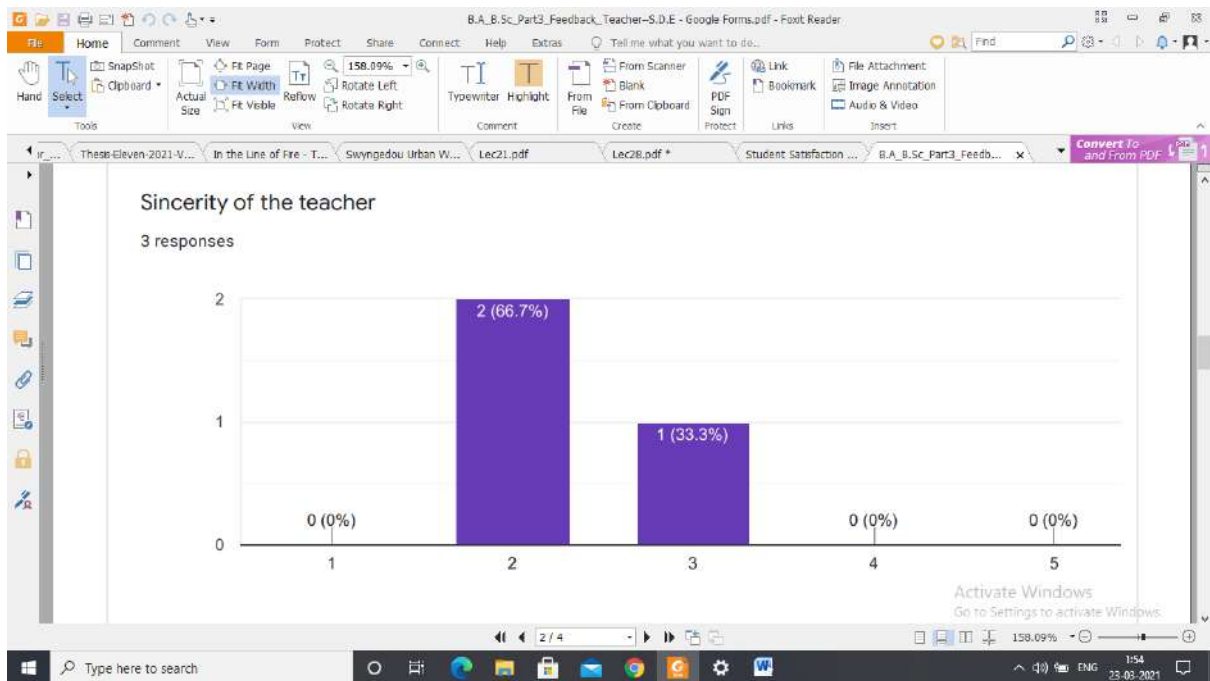 B.A_B.Sc_Part3_Feedback_Teacher--S.D.E - Google Forms.pdf - Foxit Reader
File Home Comment View Form Protect Share Connect Help Extras Tell me what you want to do.. Find
Hand
Select
SnapShot
Clipboard
Actual Size
Fit Page
Fit Width
Fit Visible
Reflow
158.09%
Rotate Left
Rotate Right
Typewriter Highlight
From File
From Scanner
Blank
From Clipboard
PDF Sign
Link
Bookmark
File Attachment
Image Annotation
Audio & Video
Tools View Comment Create Protect Links Insert
Thesis-Eleven-2021-V... In the Line of Fire - T... Swyngedou Urban W... Lec21.pdf Lec28.pdf * Student Satisfaction ... B.A_B.Sc_Part3_Feedb... x
Convert To
and From PDF
Sincerity of the teacher
3 responses
2
2 (66.7%)
1
1 (33.3%)
0 (0%) 0 (0%) 0 (0%)
0
1 2 3 4 5
Activate Windows
Go to Settings to activate Windows.
2 / 4 158.09%
Type here to search
ENG
1:54
23-03-2021